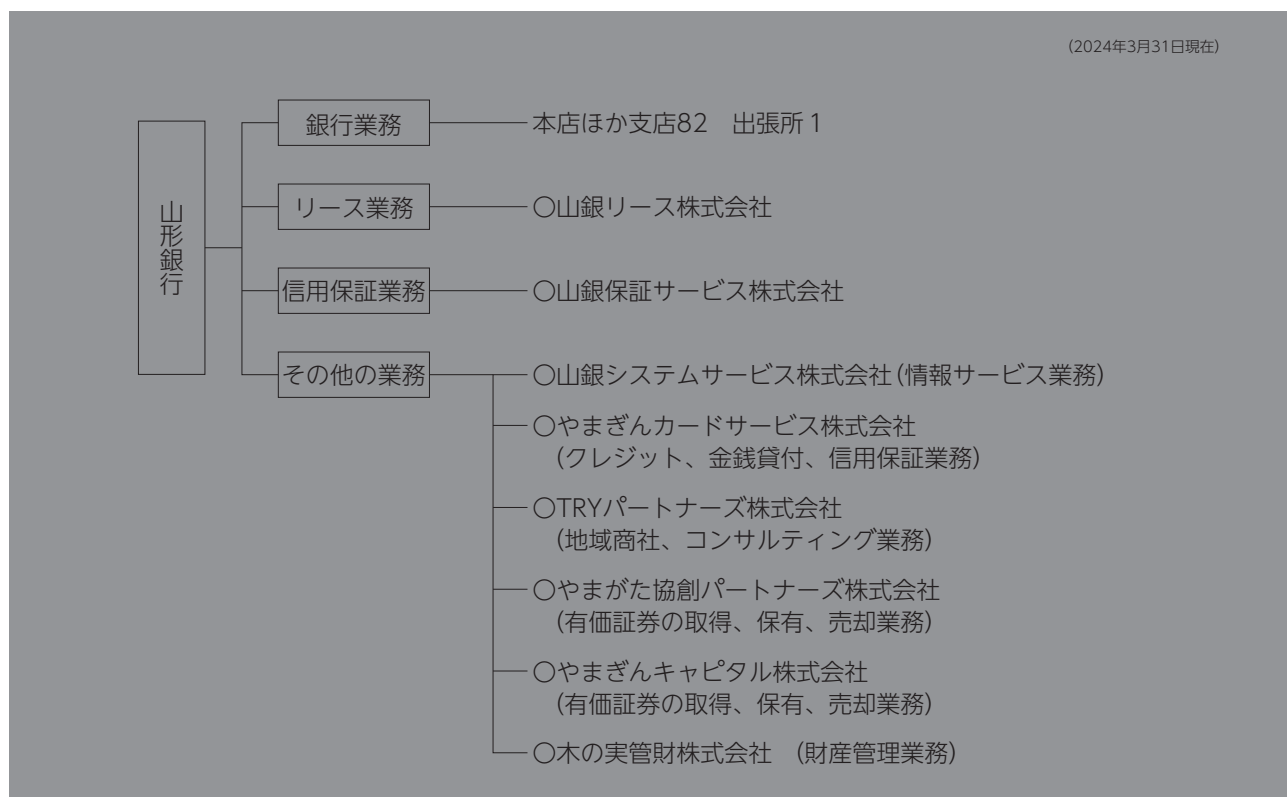 (2024年3月31日現在)
山形銀行
銀行業務
本店ほか支店82　出張所1
リース業務
○山銀リース株式会社
信用保証業務
○山銀保証サービス株式会社
その他の業務
○山銀システムサービス株式会社(情報サービス業務)
○やまぎんカードサービス株式会社
(クレジット、金銭貸付、信用保証業務)
○TRYパートナーズ株式会社
(地域商社、コンサルティング業務)
○やまがた協創パートナーズ株式会社
(有価証券の取得、保有、売却業務)
○やまぎんキャピタル株式会社
(有価証券の取得、保有、売却業務)
○木の実管財株式会社　(財産管理業務)